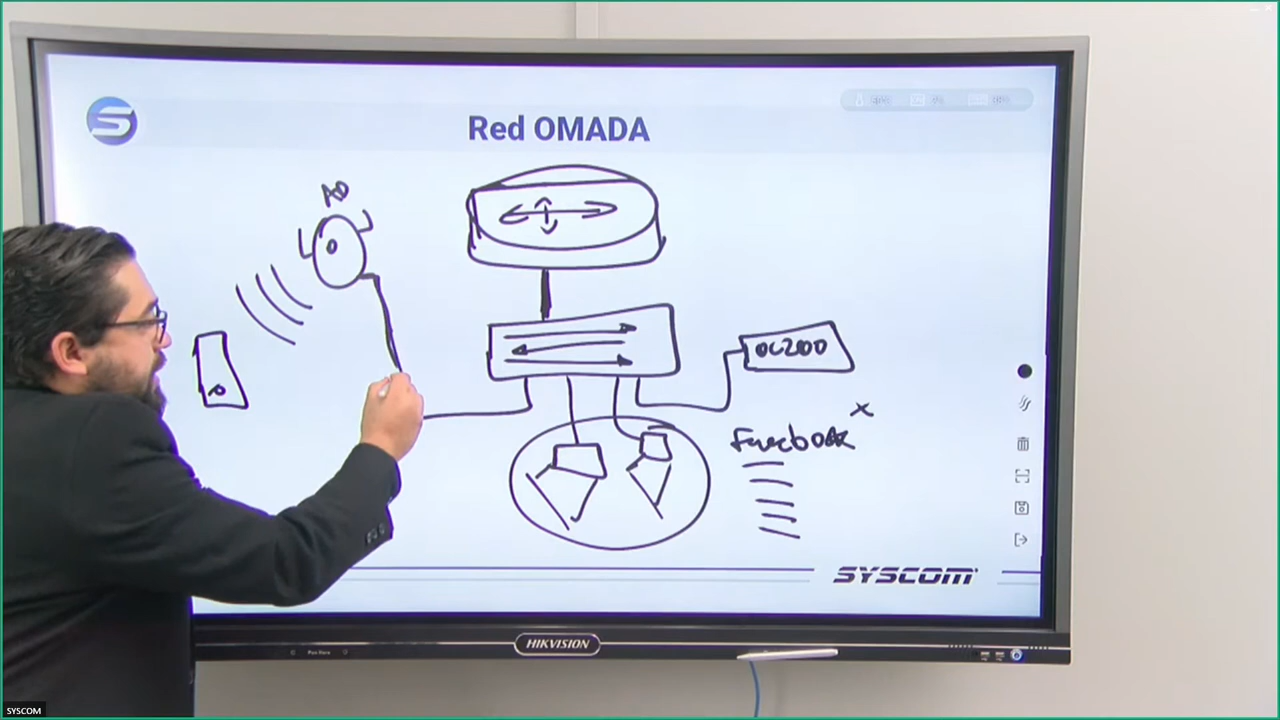 Red OMADA
AP
OC200
Facebook
x
SYSCOM
HIKVISION
SYSCOM